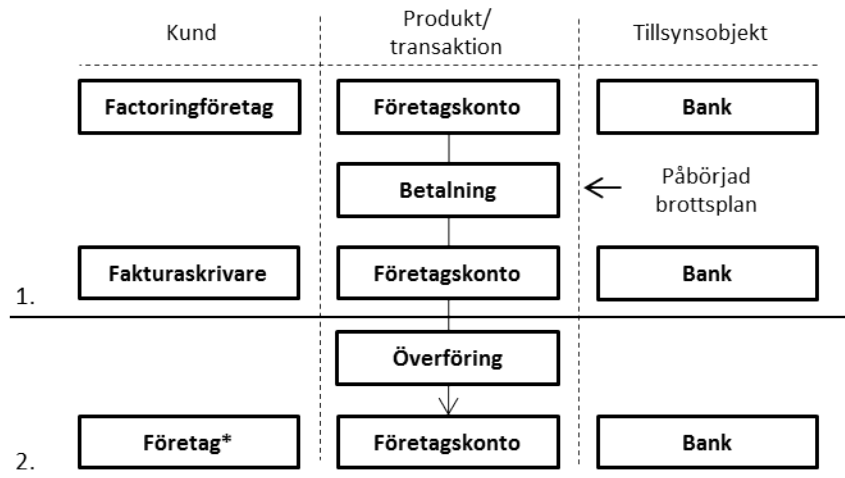 Kund
Produkt/
transaktion
Tillsynsobjekt
Factoringföretag
Företagskonto
Bank
Betalning
Påbörjad
brottsplan
Fakturaskrivare
Företagskonto
Bank
1.
Överföring
Företag*
Företagskonto
Bank
2.